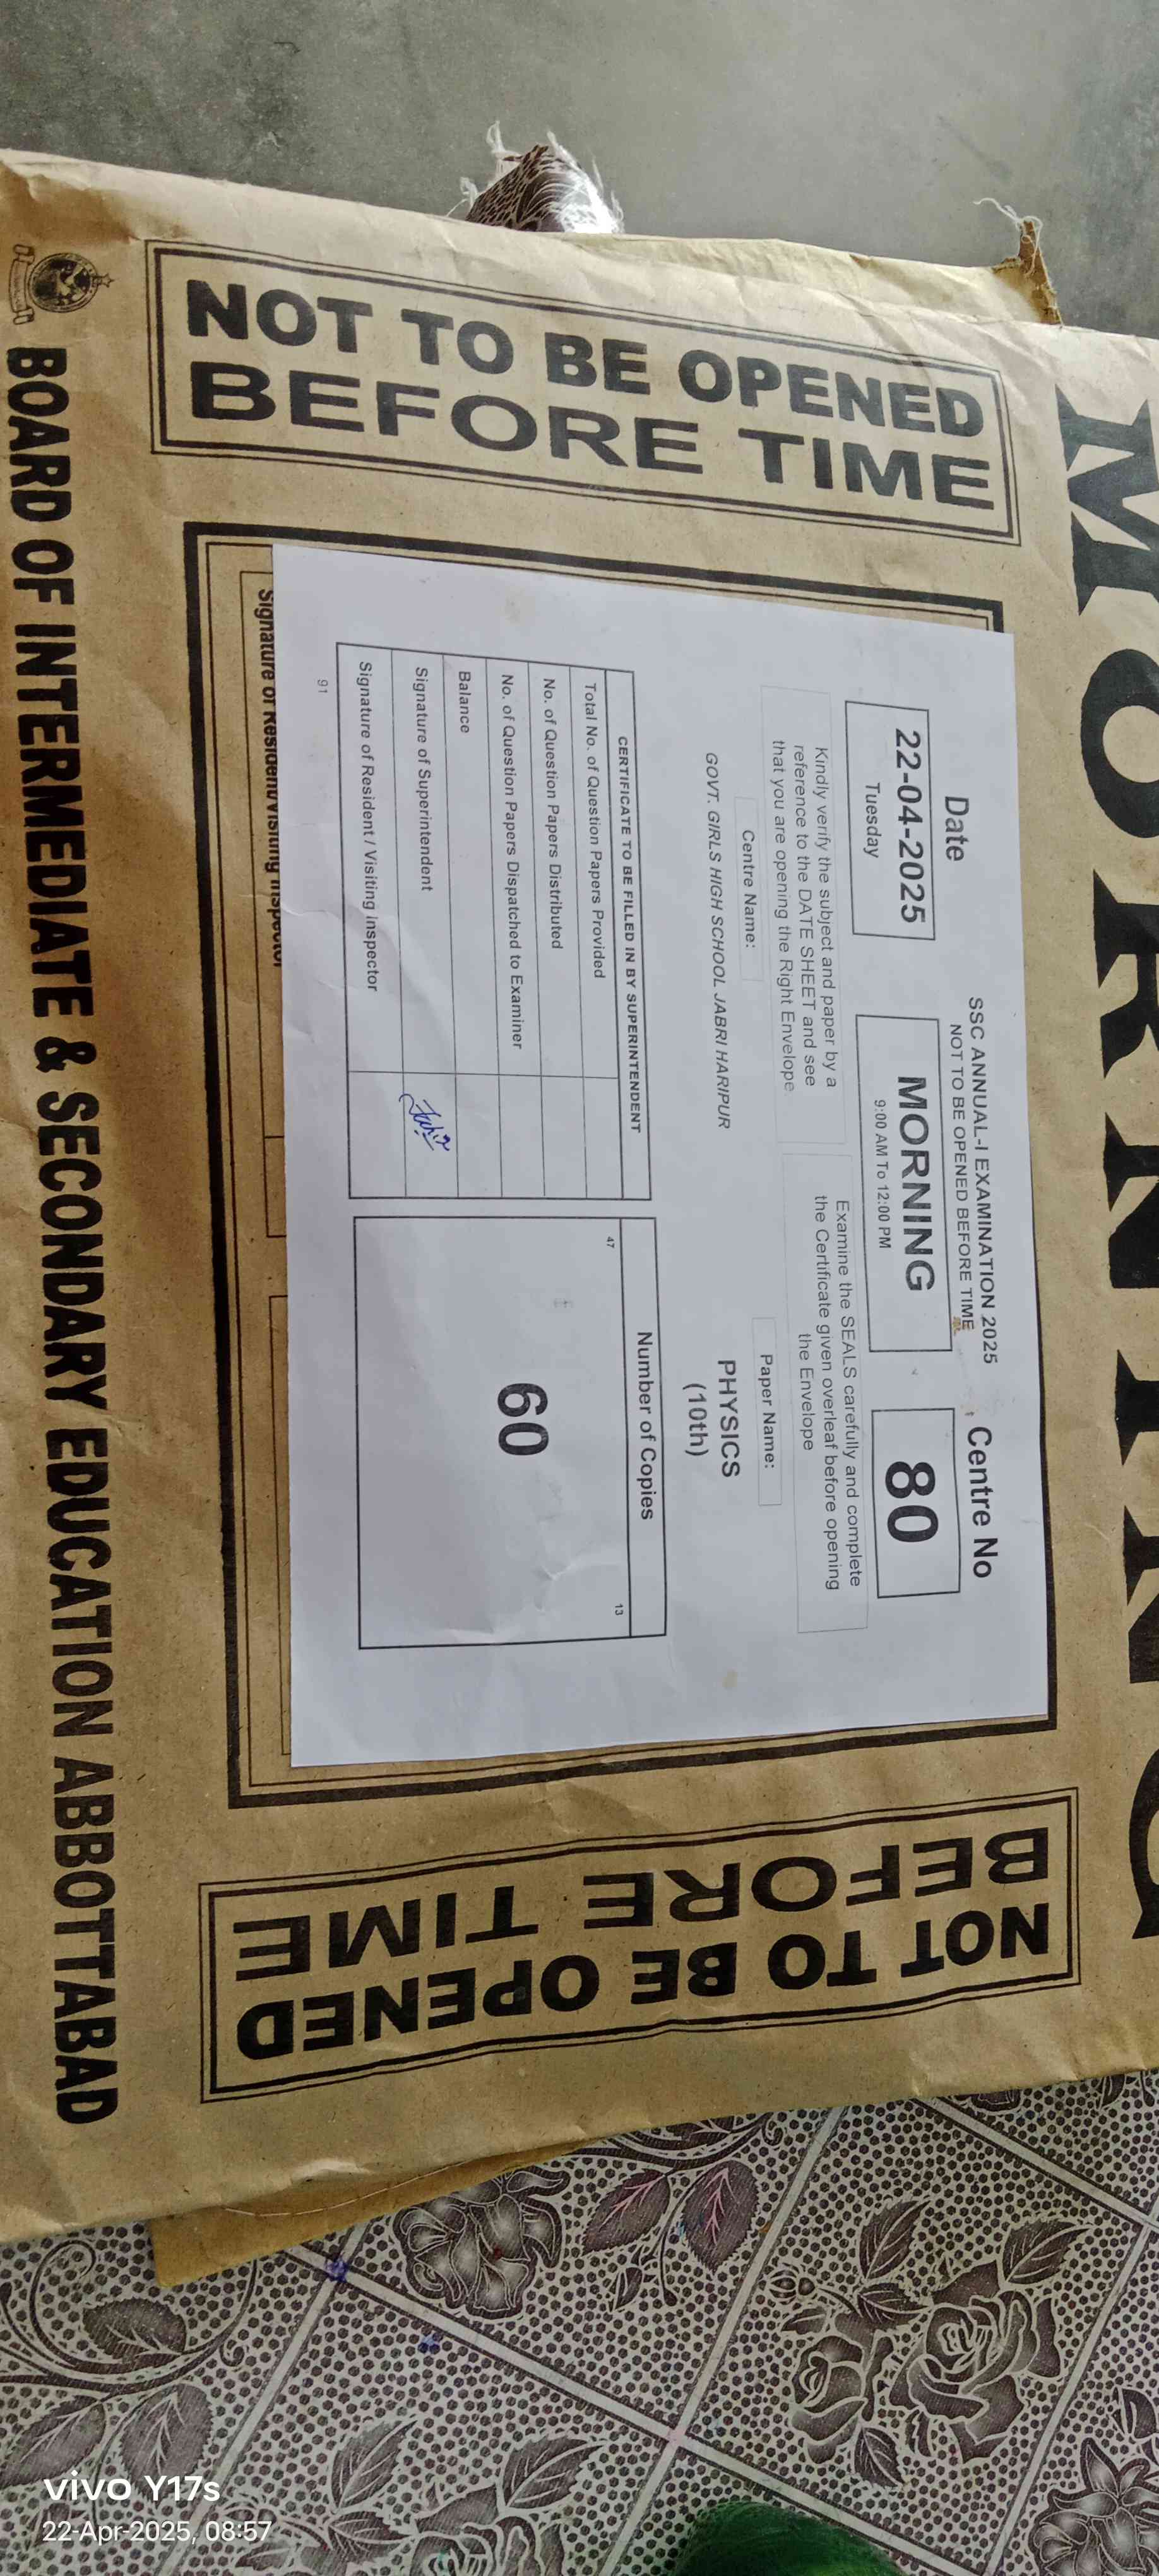 MORNING
NOT TO BE OPENED
BEFORE TIME
SSC ANNUAL-I EXAMINATION 2025
NOT TO BE OPENED BEFORE TIME
Date
22-04-2025
Tuesday
MORNING
9:00 AM To 12:00 PM
Centre No
80
Kindly verify the subject and paper by a
reference to the DATE SHEET and see
that you are opening the Right Envelope
Examine the SEALS carefully and complete
the Certificate given overleaf before opening
the Envelope
Centre Name:
GOVT. GIRLS HIGH SCHOOL JABRI HARIPUR
Paper Name:
PHYSICS
(10th)
CERTIFICATE TO BE FILLED IN BY SUPERINTENDENT
Total No. of Question Papers Provided
No. of Question Papers Distributed
No. of Question Papers Dispatched to Examiner
Balance
Signature of Superintendent
Signature of Resident / Visiting Inspector
91
Number of Copies
47
13
60
Signature of Resident/Visiting Inspector
NOT TO BE OPENED
BEFORE TIME
BOARD OF INTERMEDIATE & SECONDARY EDUCATION ABBOTTABAD
vivo Y17s
22-Apr-2025, 08:57